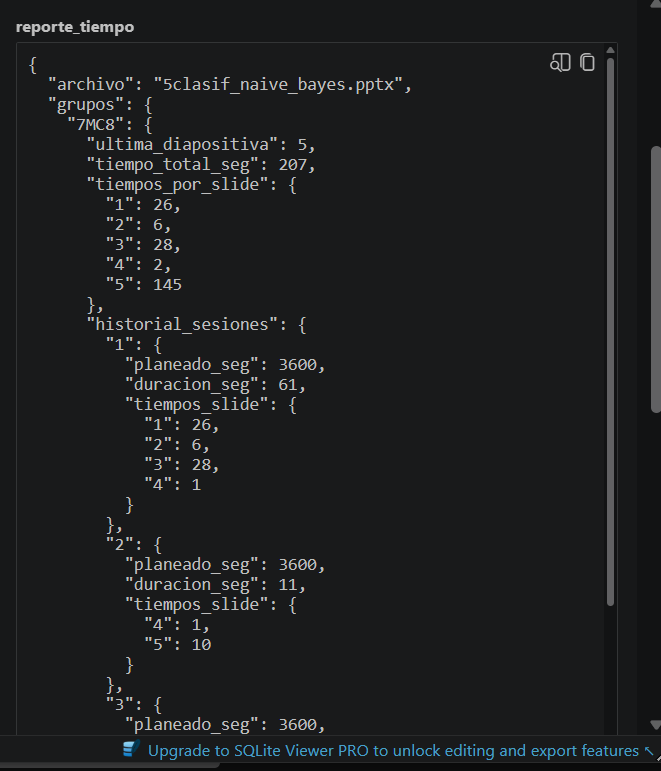 reporte_tiempo
{
"archivo": "5clasif_naive_bayes.pptx",
"grupos": {
"7MC8": {
"ultima_diapositiva": 5,
"tiempo_total_seg": 207,
"tiempos_por_slide": {
"1": 26,
"2": 6,
"3": 28,
"4": 2,
"5": 145
},
"historial_sesiones": {
"1": {
"planeado_seg": 3600,
"duracion_seg": 61,
"tiempos_slide": {
"1": 26,
"2": 6,
"3": 28,
"4": 1
}
},
"2": {
"planeado_seg": 3600,
"duracion_seg": 11,
"tiempos_slide": {
"4": 1,
"5": 10
}
},
"3": {
"planeado_seg": 3600,
Upgrade to SQLite Viewer PRO to unlock editing and export features